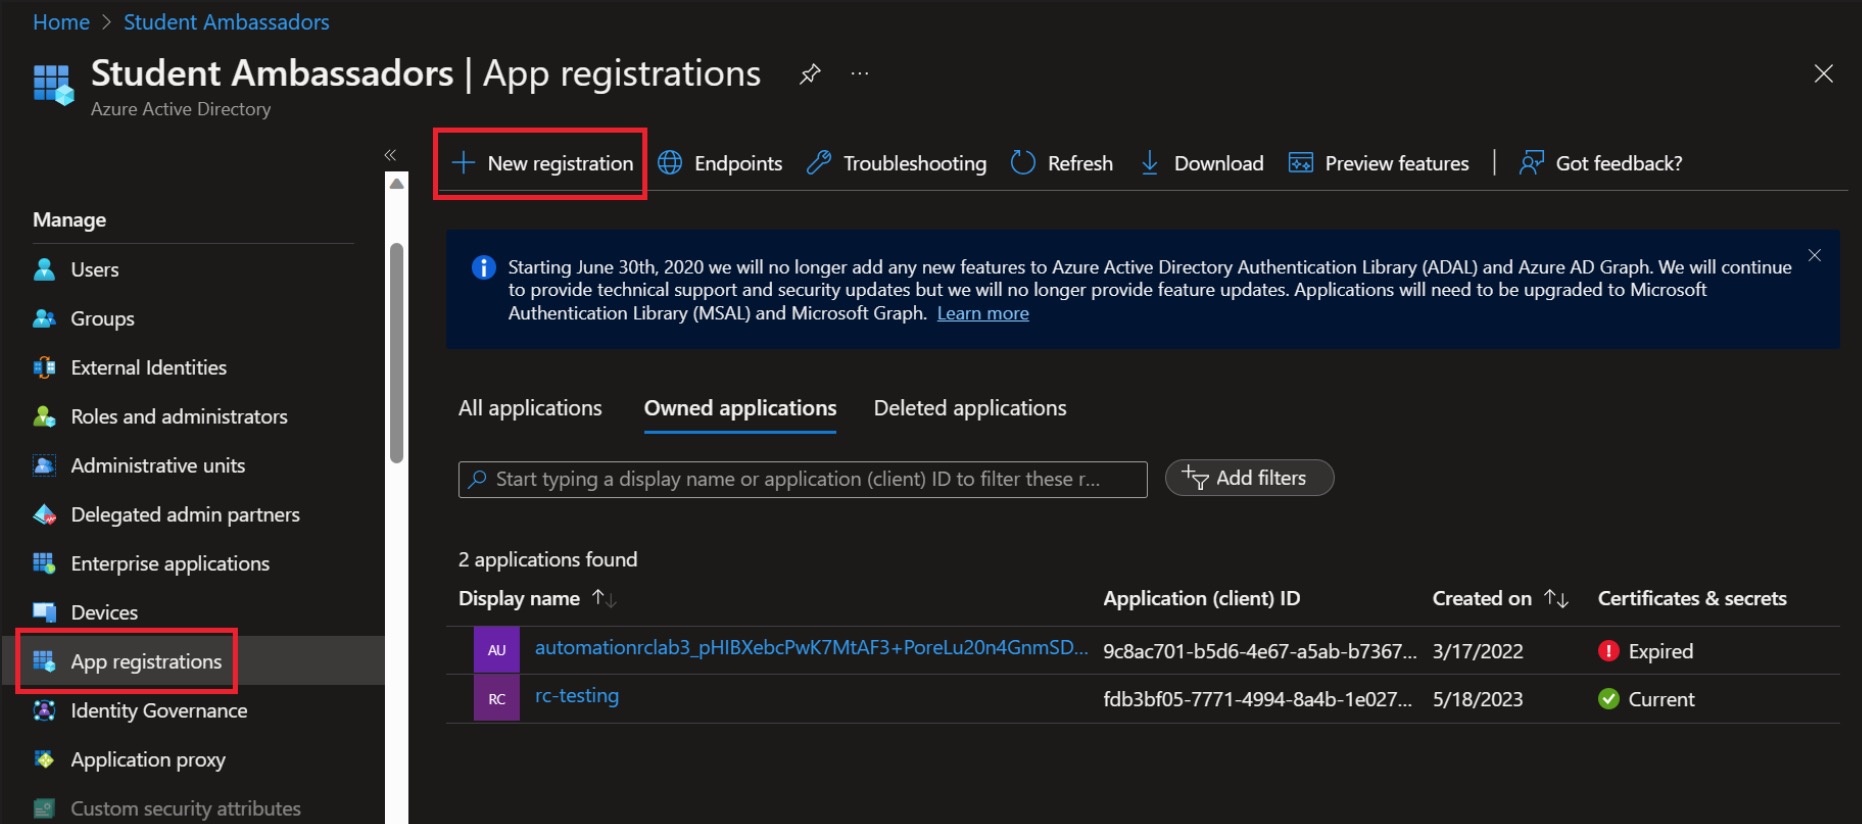 Home > Student Ambassadors
Student Ambassadors | App registrations
Azure Active Directory
Manage
Users
Groups
External Identities
Roles and administrators
Administrative units
Delegated admin partners
Enterprise applications
Devices
App registrations
Identity Governance
Application proxy
Custom security attributes
New registration
Endpoints
Troubleshooting
Refresh
Download
Preview features
Got feedback?
Starting June 30th, 2020 we will no longer add any new features to Azure Active Directory Authentication Library (ADAL) and Azure AD Graph. We will continue
to provide technical support and security updates but we will no longer provide feature updates. Applications will need to be upgraded to Microsoft
Authentication Library (MSAL) and Microsoft Graph. Learn more
All applications
Owned applications
Deleted applications
Start typing a display name or application (client) ID to filter these r...
Add filters
2 applications found
Display name
Application (client) ID
Created on
Certificates & secrets
AU automationrclab3_pHIBXebcPwK7MtAF3+PoreLu20n4GnmSD... 9c8ac701-b5d6-4e67-a5ab-b7367... 3/17/2022 Expired
RC rc-testing fdb3bf05-7771-4994-8a4b-1e027... 5/18/2023 Current